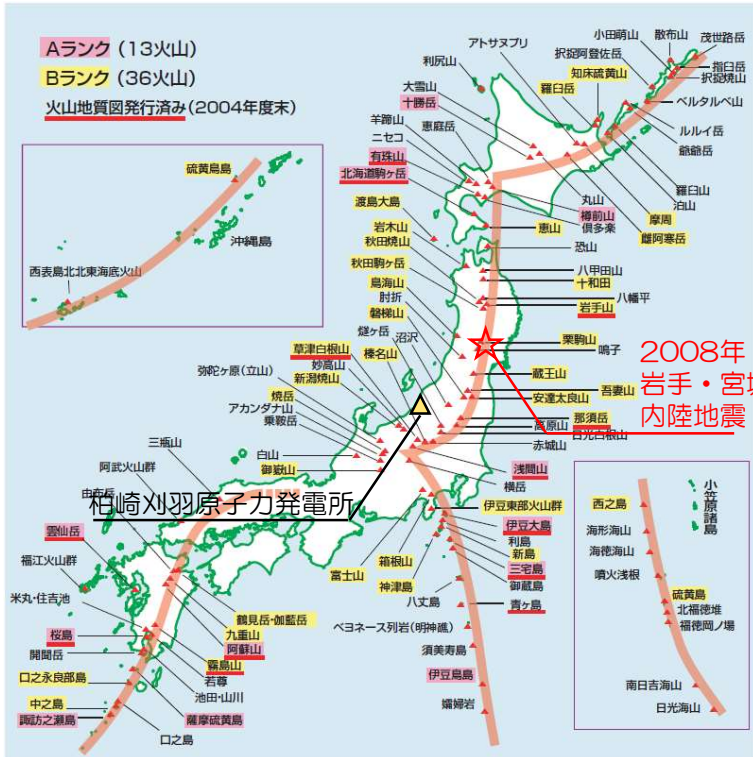 Aランク (13火山)
Bランク (36火山)
火山地質図発行済み(2004年度末)
硫黄鳥島
沖縄島
西表島北北東海底火山
アトサヌプリ
利尻山
大雪山
十勝岳
羊蹄山
ニセコ
恵庭岳
有珠山
北海道駒ヶ岳
渡島大島
岩木山
秋田焼山
秋田駒ヶ岳
鳥海山
肘折
磐梯山
燧ヶ岳
沼沢
草津白根山
榛名山
妙高山
新潟焼山
弥陀ヶ原(立山)
焼岳
アカンダナ山
乗鞍岳
白山
御嶽山
小田萌山
散布山
茂世路岳
択捉阿登佐岳
指臼岳
択捉焼山
知床硫黄山
羅臼岳
ベルタルベ山
ルルイ岳
爺爺岳
羅臼山
泊山
摩周
雌阿寒岳
丸山
樽前山
倶多楽
恵山
恐山
八甲田山
十和田
八幡平
岩手山
栗駒山
鳴子
蔵王山
吾妻山
安達太良山
那須岳
高原山
日光白根山
赤城山
浅間山
横岳
2008年
岩手・宮城
内陸地震
柏崎刈羽原子力発電所
三瓶山
阿武火山群
由布岳
雲仙岳
福江火山群
米丸・住吉池
桜島
開聞岳
口之永良部島
中之島
諏訪之瀬島
鶴見岳・伽藍岳
九重山
阿蘇山
霧島山
若尊
池田・山川
薩摩硫黄島
口之島
富士山
箱根山
伊豆東部火山群
伊豆大島
利島
新島
神津島
三宅島
御蔵島
八丈島
青ヶ島
ベヨネース列岩(明神礁)
須美寿島
伊豆鳥島
孀婦岩
小笠原諸島
西之島
海形海山
海徳海山
噴火浅根
硫黄島
北福徳堆
福徳岡ノ場
南日吉海山
日光海山